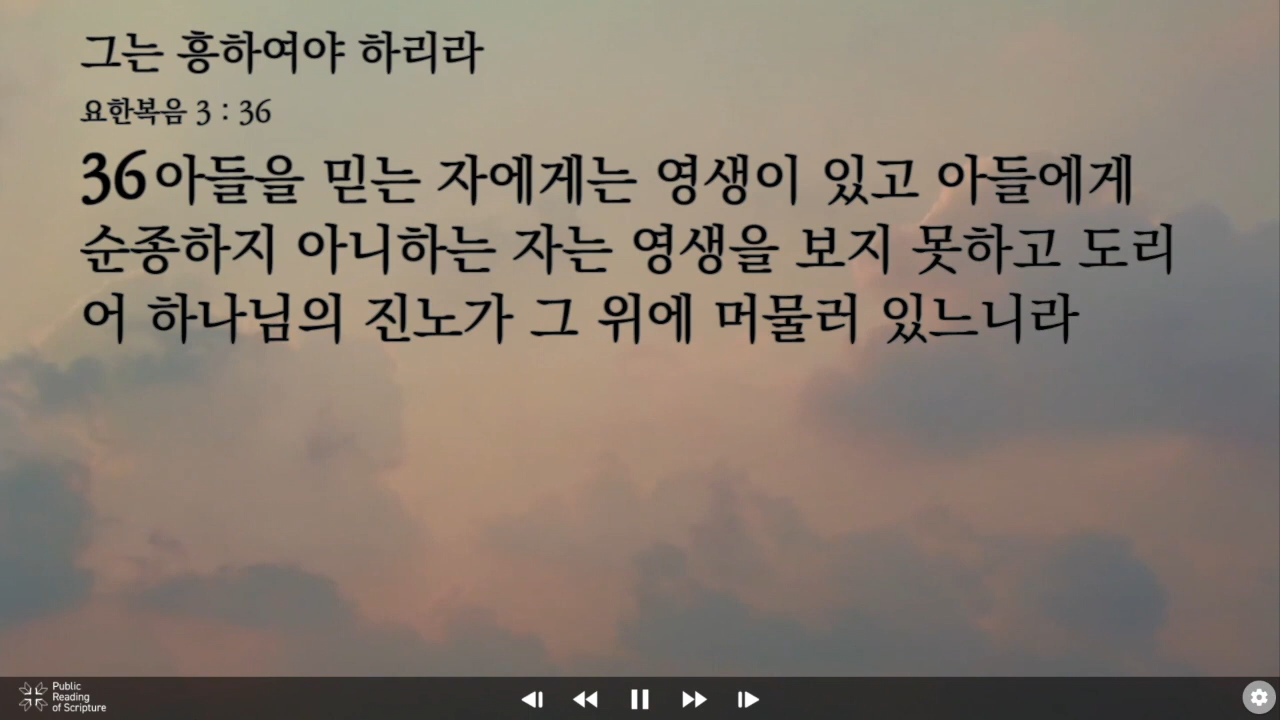 그는 흥하여야 하리라
요한복음 3 : 36
36 아들을 믿는 자에게는 영생이 있고 아들에게
순종하지 아니하는 자는 영생을 보지 못하고 도리
어 하나님의 진노가 그 위에 머물러 있느니라
Public
Reading
of Scripture